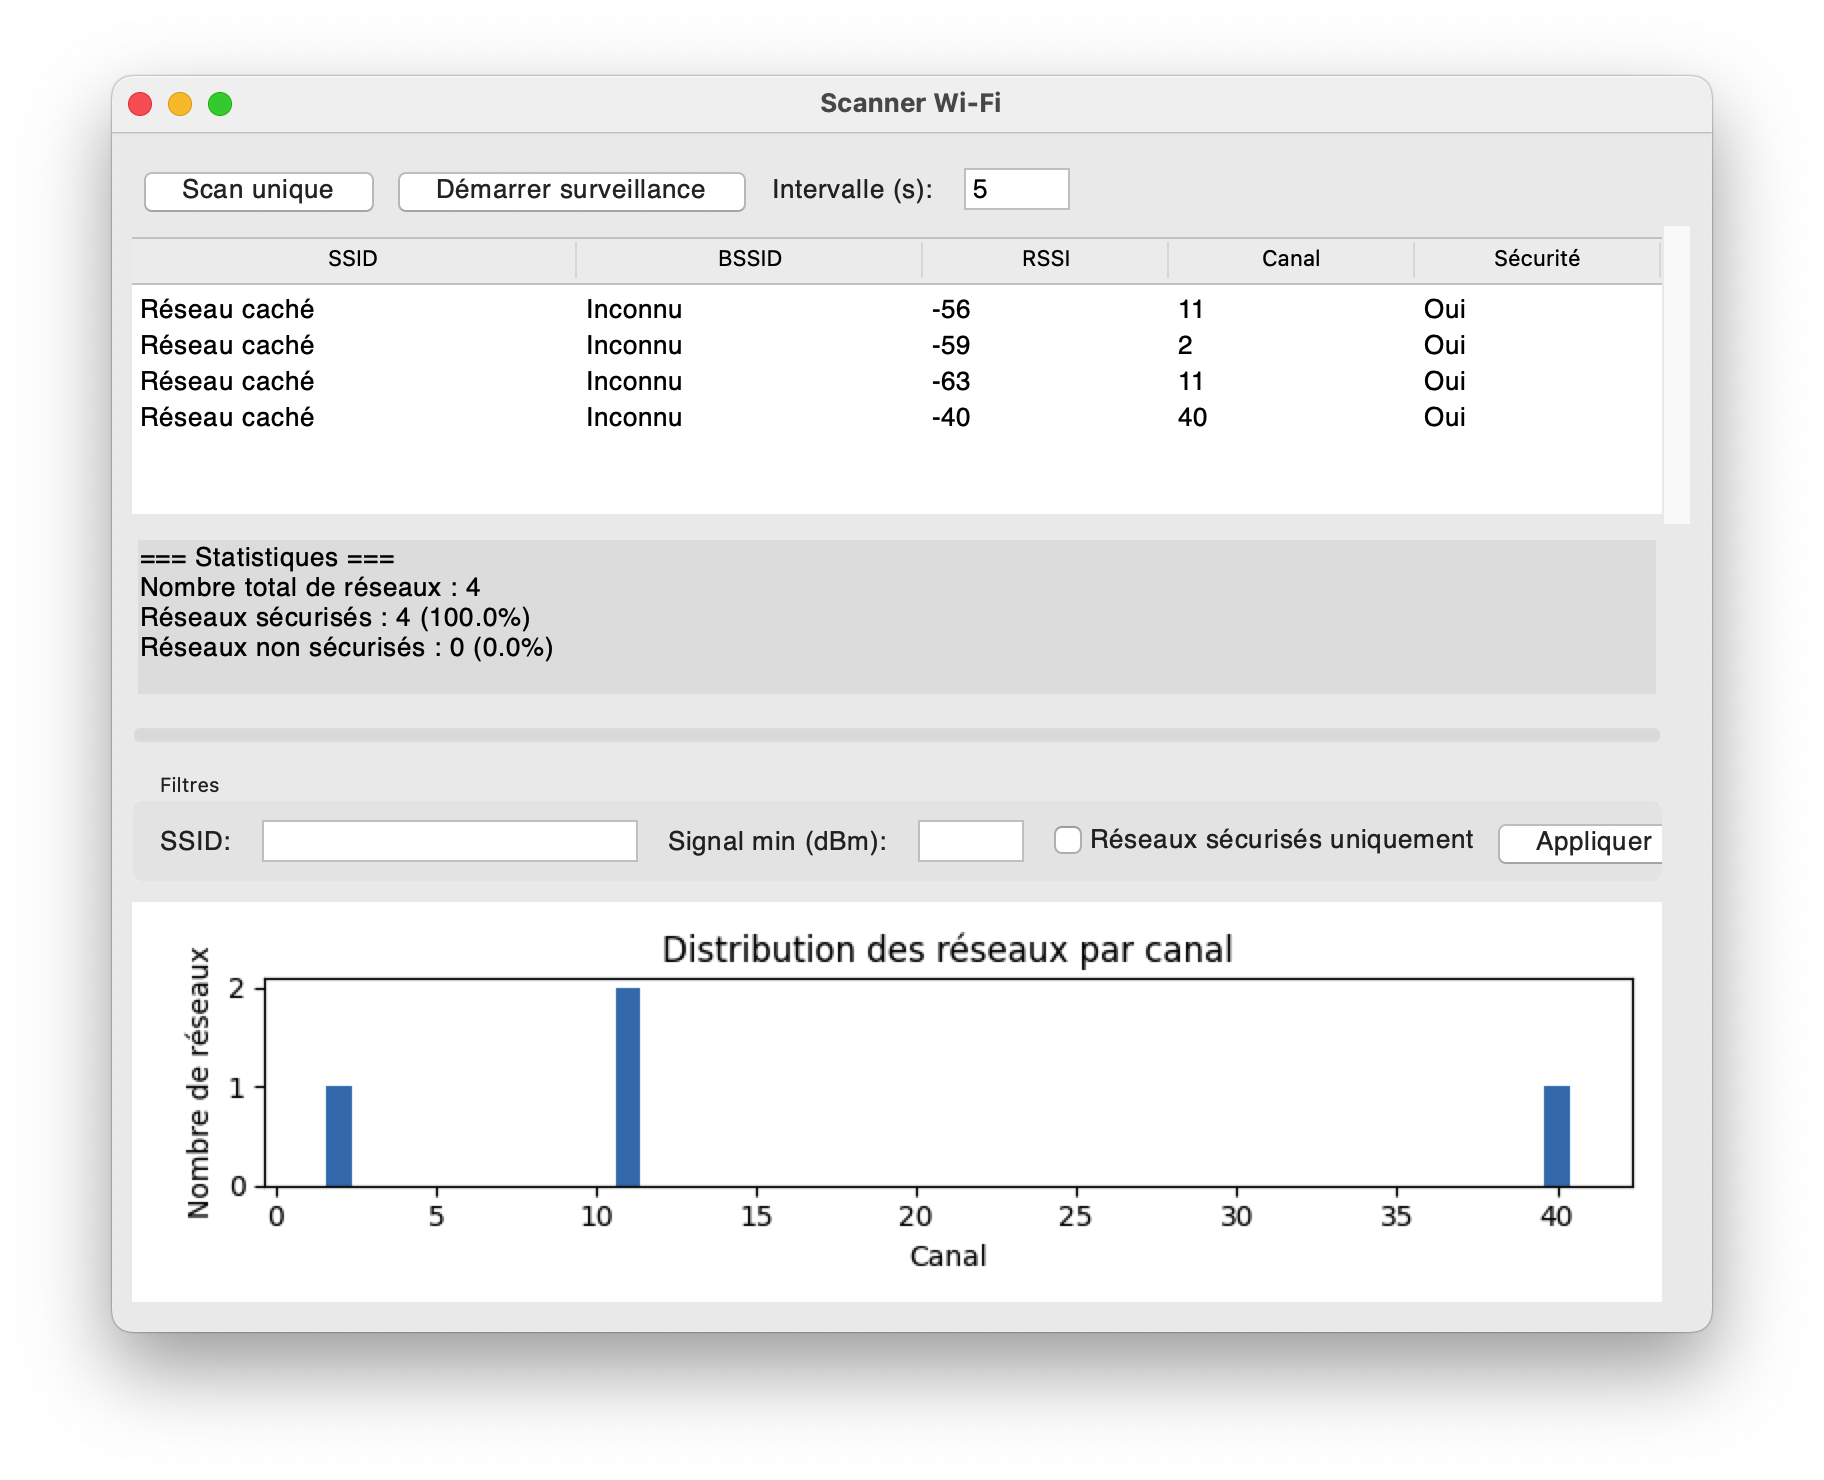 Scanner Wi-Fi
Scan unique Démarrer surveillance Intervalle (s): 5
SSID BSSID RSSI Canal Sécurité
Réseau caché Inconnu -56 11 Oui
Réseau caché Inconnu -59 2 Oui
Réseau caché Inconnu -63 11 Oui
Réseau caché Inconnu -40 40 Oui
=== Statistiques ===
Nombre total de réseaux : 4
Réseaux sécurisés : 4 (100.0%)
Réseaux non sécurisés : 0 (0.0%)
Filtres
SSID: Signal min (dBm): Réseaux sécurisés uniquement Appliquer
Distribution des réseaux par canal
Nombre de réseaux
2
1
0
0 5 10 15 20 25 30 35 40
Canal